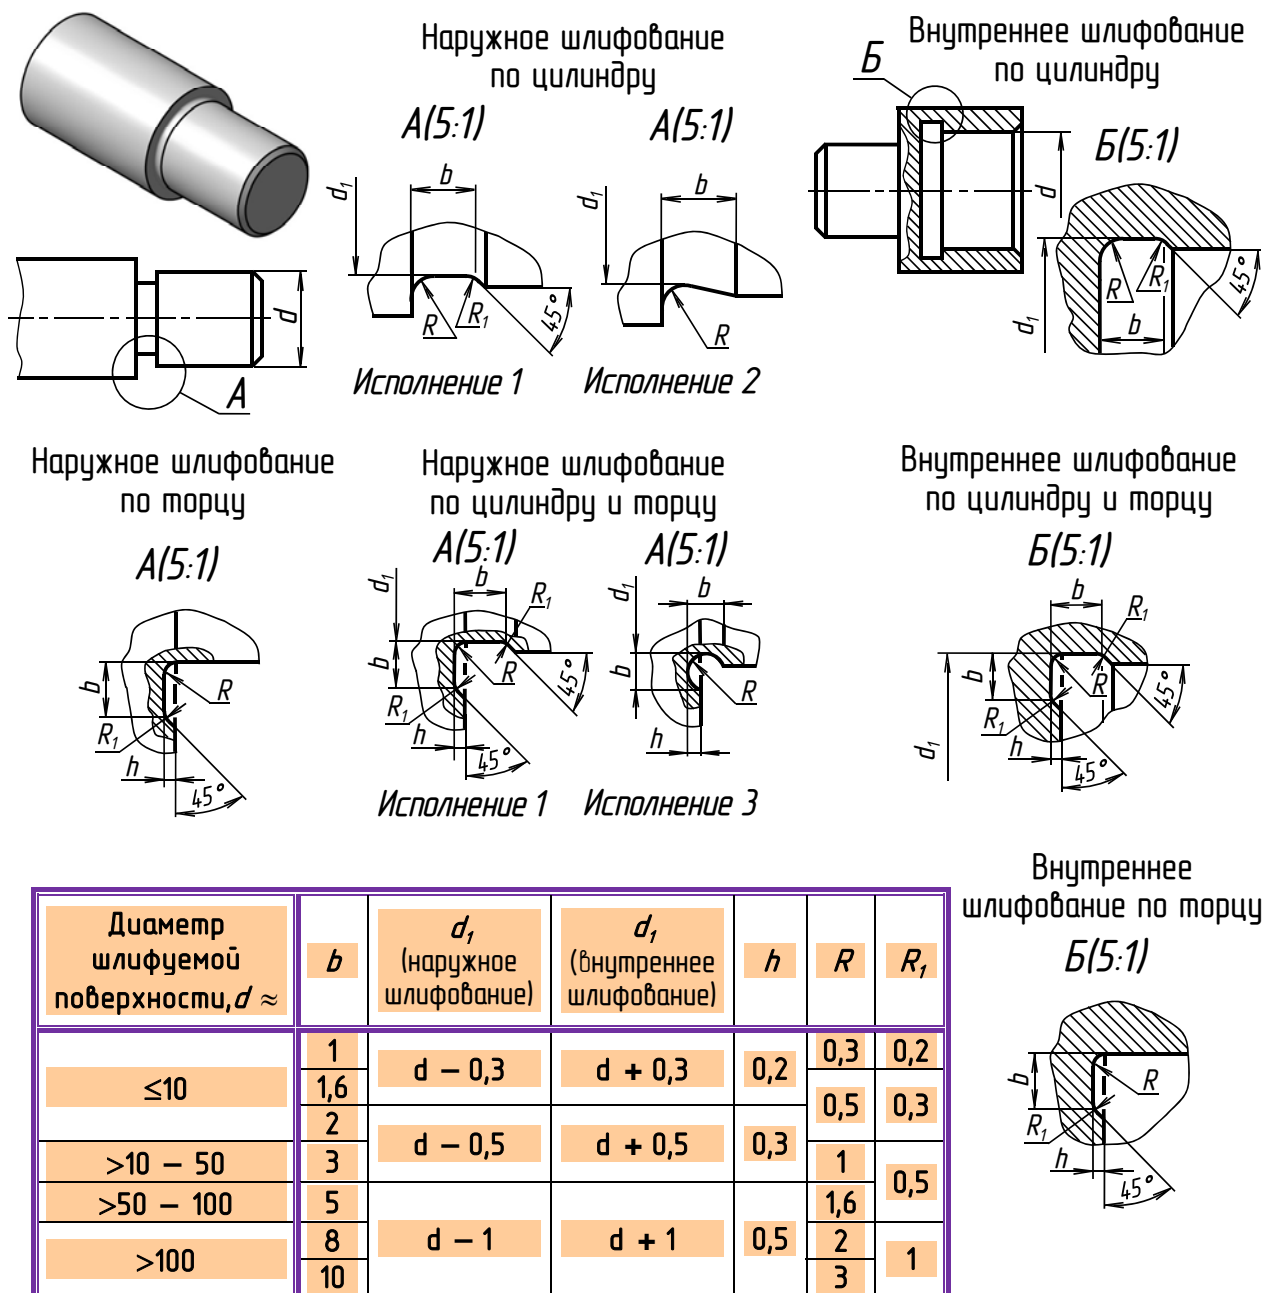 Наружное шлифование
по цилиндру
А(5:1)
А(5:1)
d₁
b
R
R₁
45°
d₁
b
R
Исполнение 1
Исполнение 2
d
А
Внутреннее шлифование
по цилиндру
Б
Б(5:1)
d
R
R₁
b
d₁
45°
Наружное шлифование
по торцу
А(5:1)
b
R
R₁
h
45°
Наружное шлифование
по цилиндру и торцу
А(5:1)
А(5:1)
d₁
b
R₁
b
R
45°
R₁
h
45°
d₁
b
b
R
h
Исполнение 1
Исполнение 3
Внутреннее шлифование
по цилиндру и торцу
Б(5:1)
b
R₁
b
R
45°
R₁
d₁
h
45°
Внутреннее
шлифование по торцу
Б(5:1)
b
R
R₁
h
45°
Диаметр
шлифуемой
поверхности, d ≈
b
d₁
(наружное
шлифование)
d₁
(внутреннее
шлифование)
h
R
R₁
≤10
1
1,6
2
d – 0,3
d + 0,3
0,2
0,3
0,2
0,5
0,3
>10 – 50
3
d – 0,5
d + 0,5
0,3
1
0,5
>50 – 100
5
1,6
>100
8
10
d – 1
d + 1
0,5
2
3
1